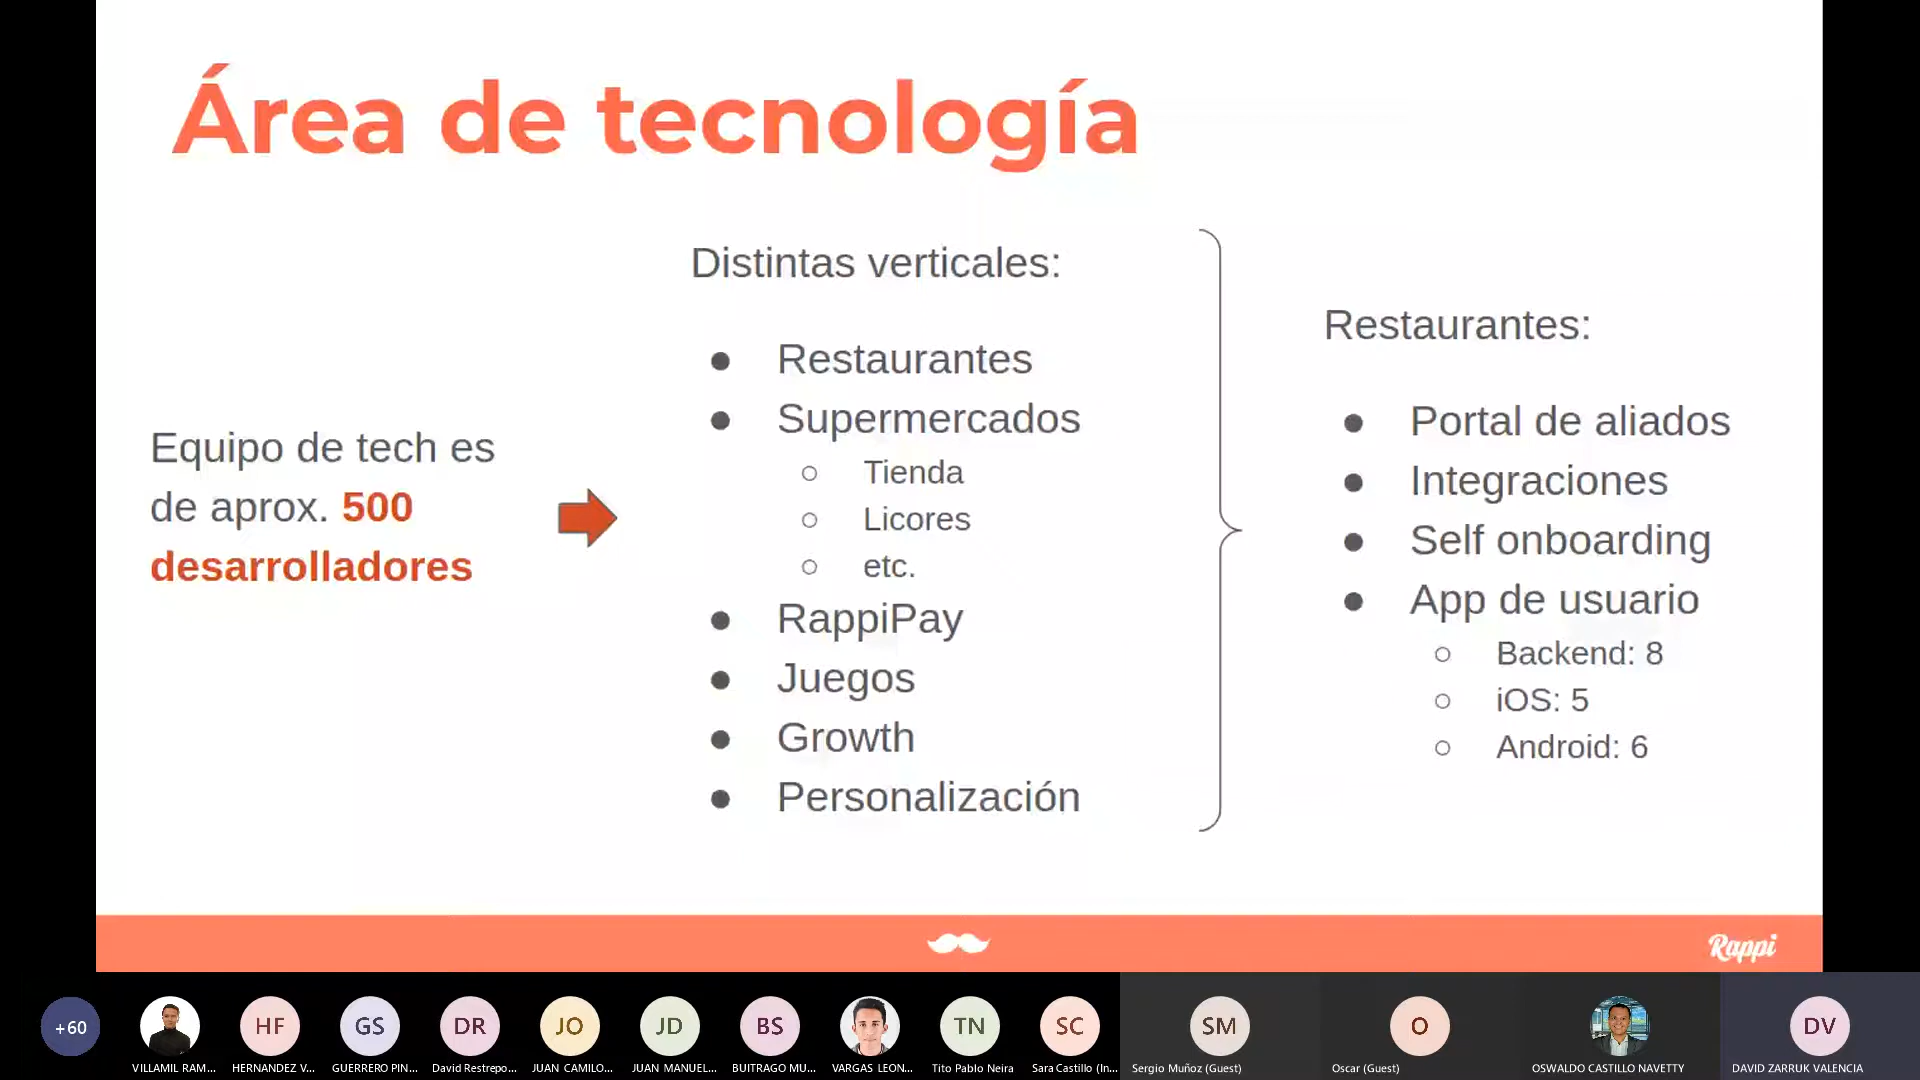 Área de tecnología
Equipo de tech es
de aprox. 500
desarrolladores
Distintas verticales:
● Restaurantes
● Supermercados
○ Tienda
○ Licores
○ etc.
● RappiPay
● Juegos
● Growth
● Personalización
Restaurantes:
● Portal de aliados
● Integraciones
● Self onboarding
● App de usuario
○ Backend: 8
○ iOS: 5
○ Android: 6
Rappi
+60
HF
GS
DR
JO
JD
BS
TN
SC
SM
O
DV
VILLAMIL RAM...
HERNANDEZ V...
GUERRERO PIN...
David Restrepo...
JUAN CAMILO...
JUAN MANUEL...
BUITRAGO MU...
VARGAS LEON...
Tito Pablo Neira
Sara Castillo (In...
Sergio Muñoz (Guest)
Oscar (Guest)
OSWALDO CASTILLO NAVETTY
DAVID ZARRUK VALENCIA